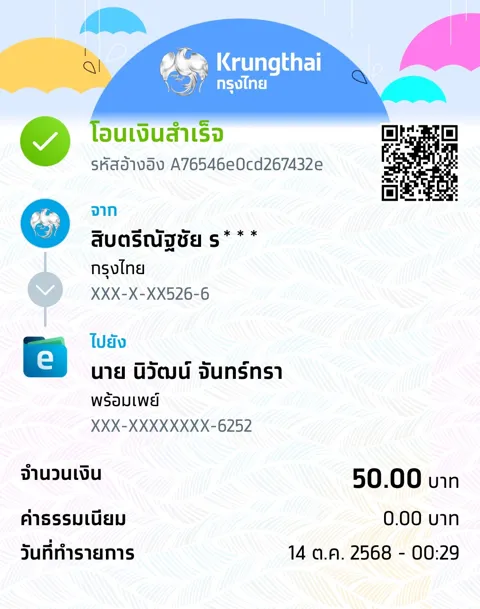 Krungthai
กรุงไทย
โอนเงินสำเร็จ
รหัสอ้างอิง A76546e0cd267432e
จาก
สิบตรีณัฐชัย ร***
กรุงไทย
XXX-X-XX526-6
e
ไปยัง
นาย นิวัฒน์ จันทร์ทรา
พร้อมเพย์
XXX-XXXXXXXX-6252
จำนวนเงิน 50.00 บาท
ค่าธรรมเนียม 0.00 บาท
วันที่ทำรายการ 14 ต.ค. 2568 - 00:29